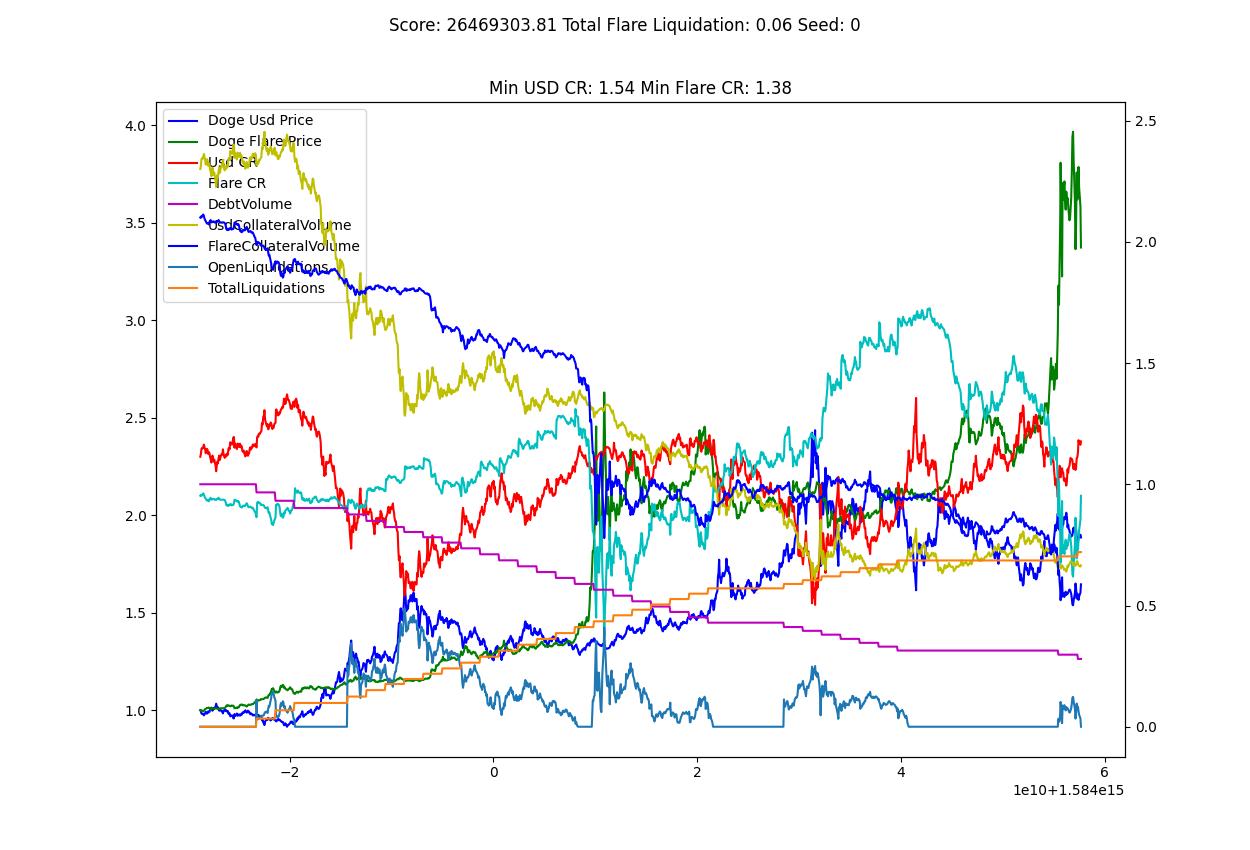 Score: 26469303.81 Total Flare Liquidation: 0.06 Seed: 0
Min USD CR: 1.54 Min Flare CR: 1.38
Doge Usd Price
Doge Flare Price
Usd CR
Flare CR
DebtVolume
UsdCollateralVolume
FlareCollateralVolume
OpenLiquidations
TotalLiquidations
4.0
3.5
3.0
2.5
2.0
1.5
1.0
2.5
2.0
1.5
1.0
0.5
0.0
−2
0
2
4
6
1e10+1.584e15